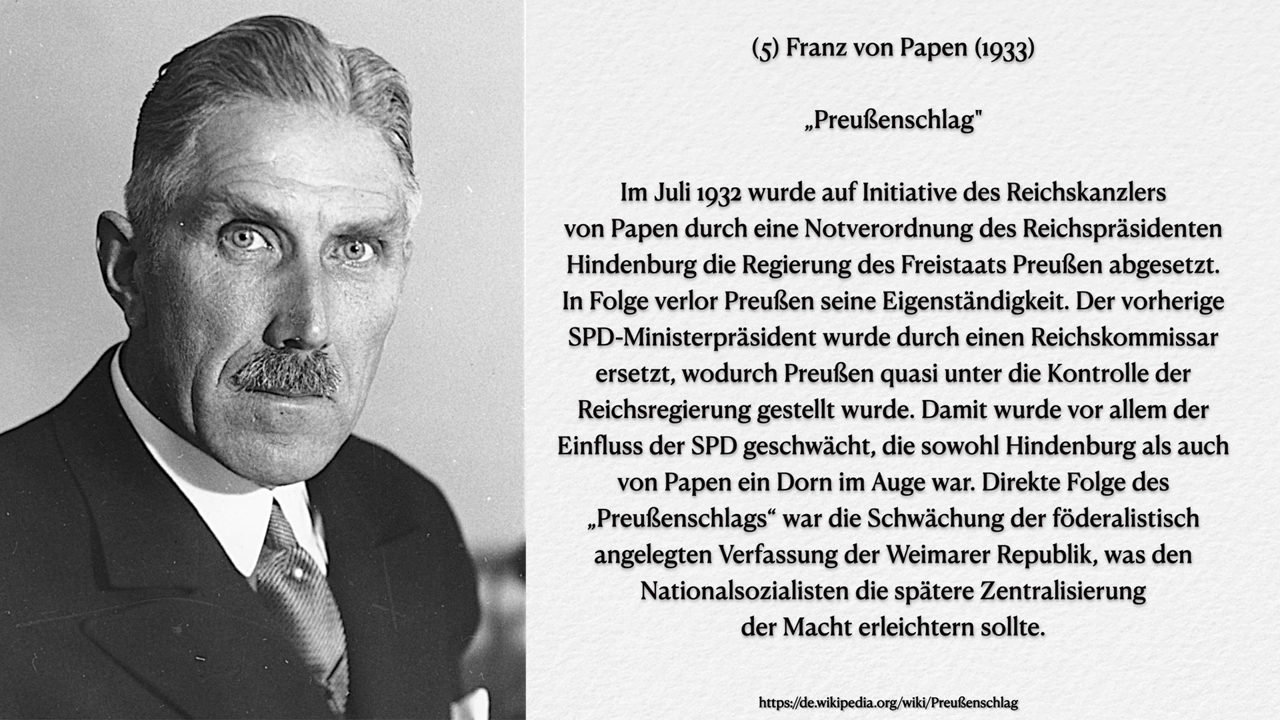 (5) Franz von Papen (1933)
„Preußenschlag"
Im Juli 1932 wurde auf Initiative des Reichskanzlers
von Papen durch eine Notverordnung des Reichspräsidenten
Hindenburg die Regierung des Freistaats Preußen abgesetzt.
In Folge verlor Preußen seine Eigenständigkeit. Der vorherige
SPD-Ministerpräsident wurde durch einen Reichskommissar
ersetzt, wodurch Preußen quasi unter die Kontrolle der
Reichsregierung gestellt wurde. Damit wurde vor allem der
Einfluss der SPD geschwächt, die sowohl Hindenburg als auch
von Papen ein Dorn im Auge war. Direkte Folge des
„Preußenschlags“ war die Schwächung der föderalistisch
angelegten Verfassung der Weimarer Republik, was den
Nationalsozialisten die spätere Zentralisierung
der Macht erleichtern sollte.
https://de.wikipedia.org/wiki/Preußenschlag